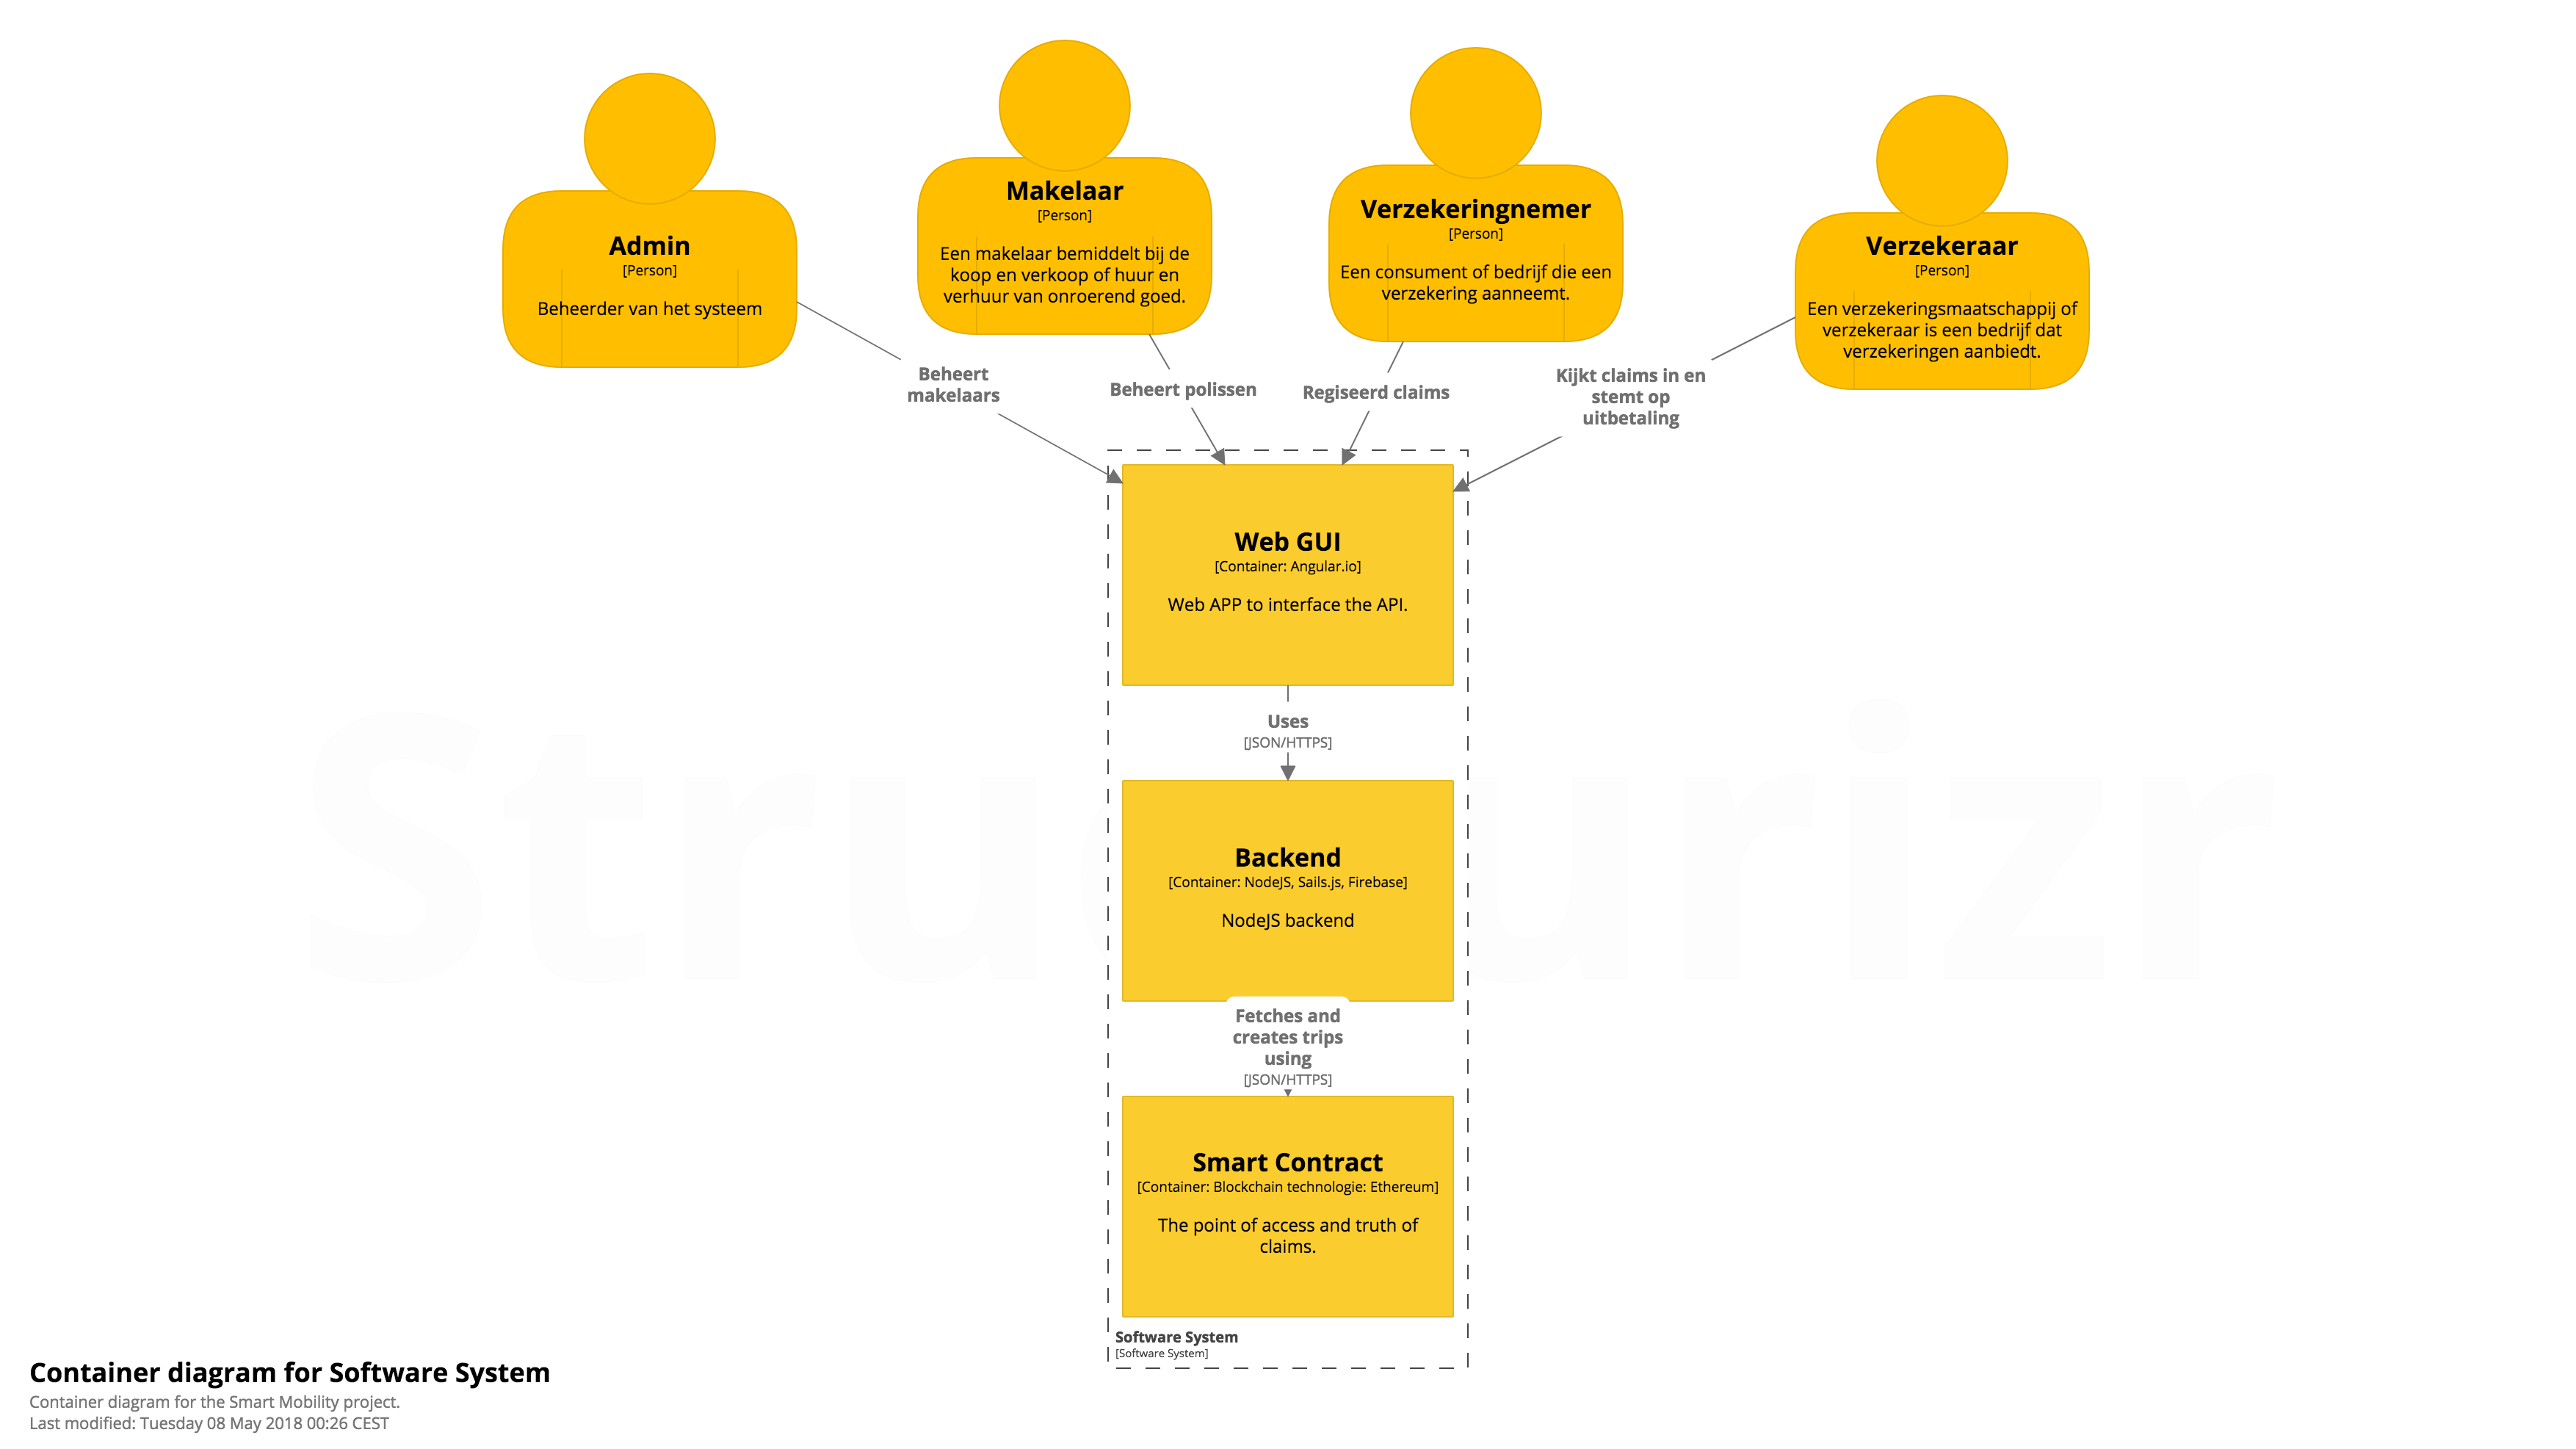 Admin
[Person]
Beheerder van het systeem
Makelaar
[Person]
Een makelaar bemiddelt bij de
koop en verkoop of huur en
verhuur van onroerend goed.
Verzekeringnemer
[Person]
Een consument of bedrijf die een
verzekering aanneemt.
Verzekeraar
[Person]
Een verzekeringsmaatschappij of
verzekeraar is een bedrijf dat
verzekeringen aanbiedt.
Beheert
makelaars
Beheert polissen
Regiseerd claims
Kijkt claims in en
stemt op
uitbetaling
Web GUI
[Container: Angular.io]
Web APP to interface the API.
Uses
[JSON/HTTPS]
Backend
[Container: NodeJS, Sails.js, Firebase]
NodeJS backend
Fetches and
creates trips
using
[JSON/HTTPS]
Smart Contract
[Container: Blockchain technologie: Ethereum]
The point of access and truth of
claims.
Software System
[Software System]
Container diagram for Software System
Container diagram for the Smart Mobility project.
Last modified: Tuesday 08 May 2018 00:26 CEST